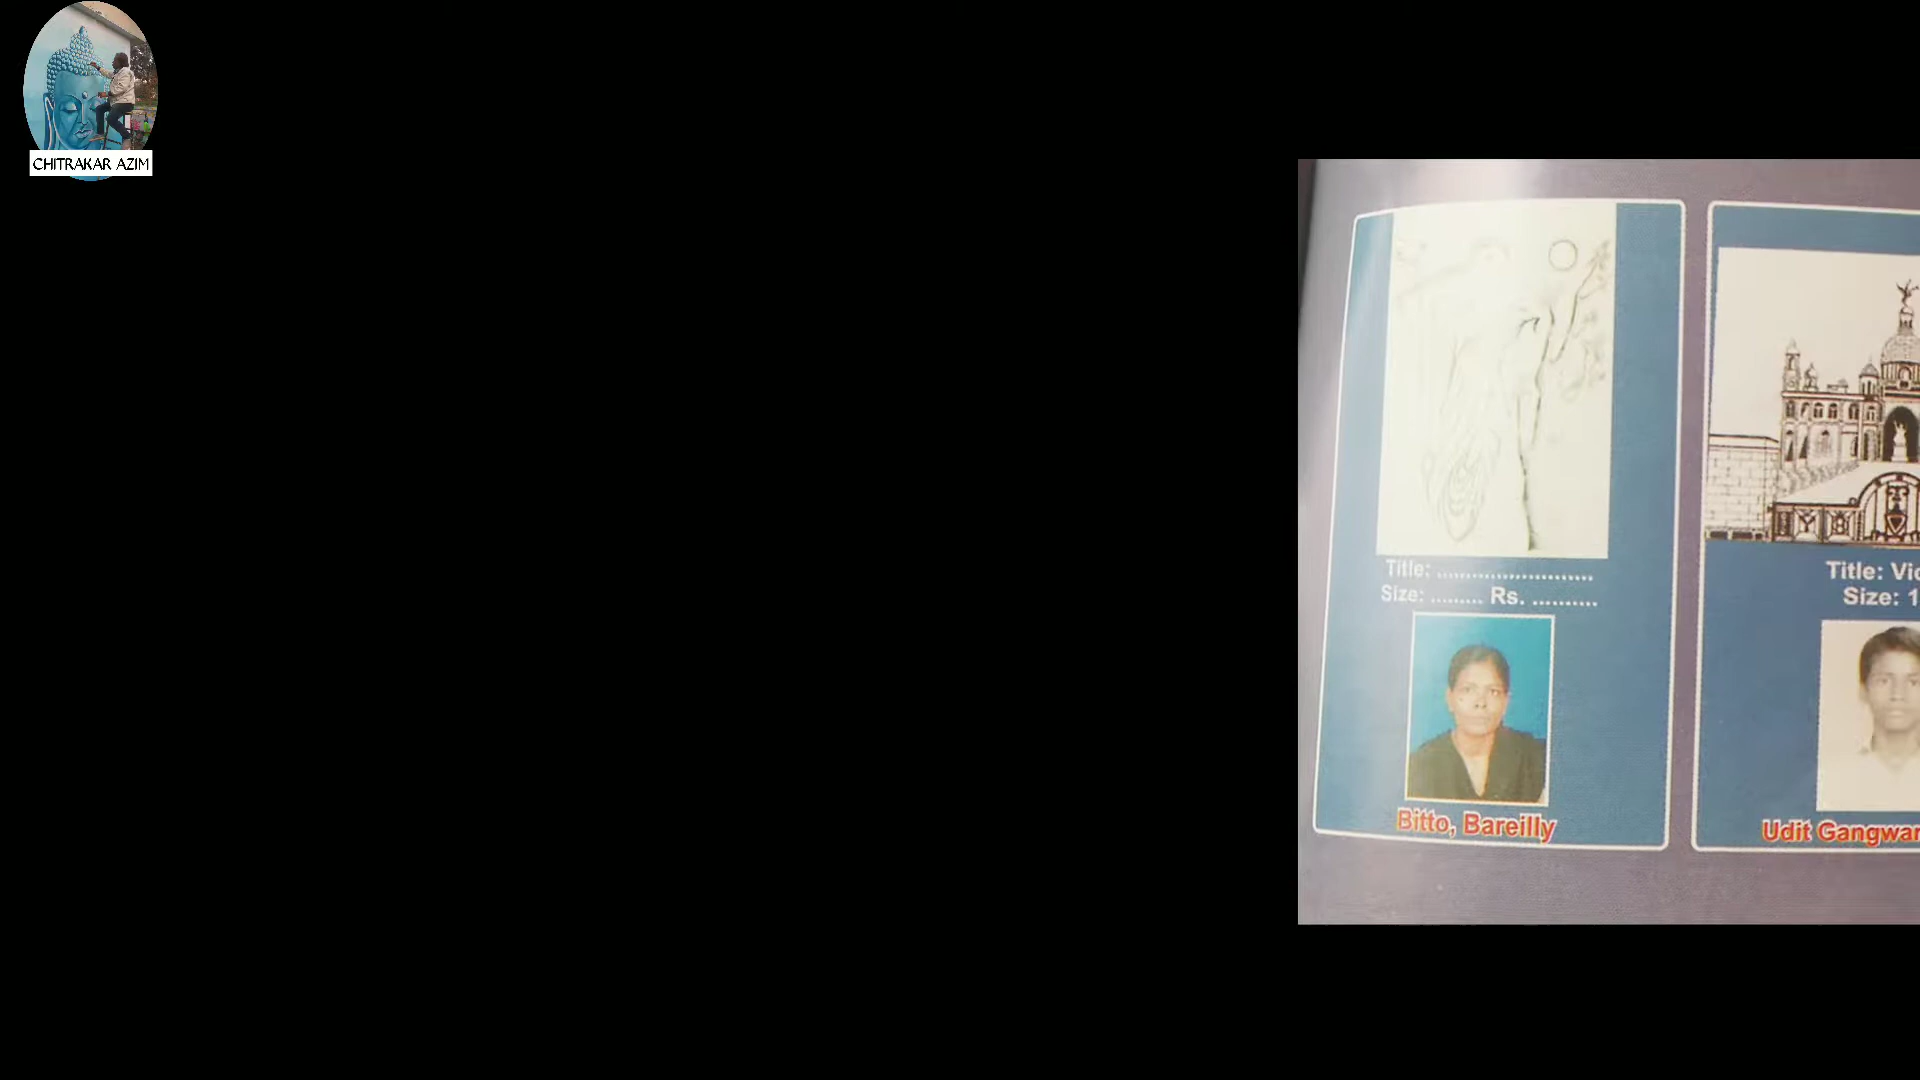 CHITRAKAR AZIM
Title: ..........................
Size: ......... Rs. ..........
Bitto, Bareilly
Title: Vic
Size: 1
Udit Gangwar